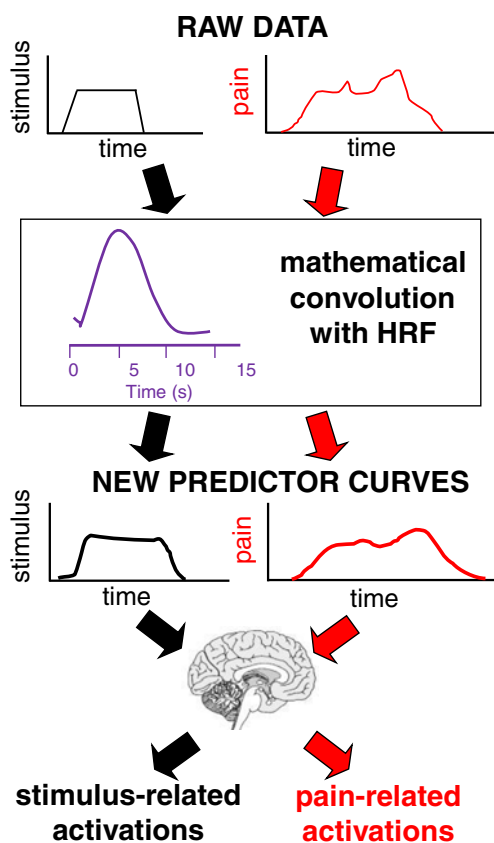 RAW DATA
stimulus
time
pain
time
mathematical
convolution
with HRF
0 5 10 15
Time (s)
NEW PREDICTOR CURVES
stimulus
time
pain
time
stimulus-related
activations
pain-related
activations